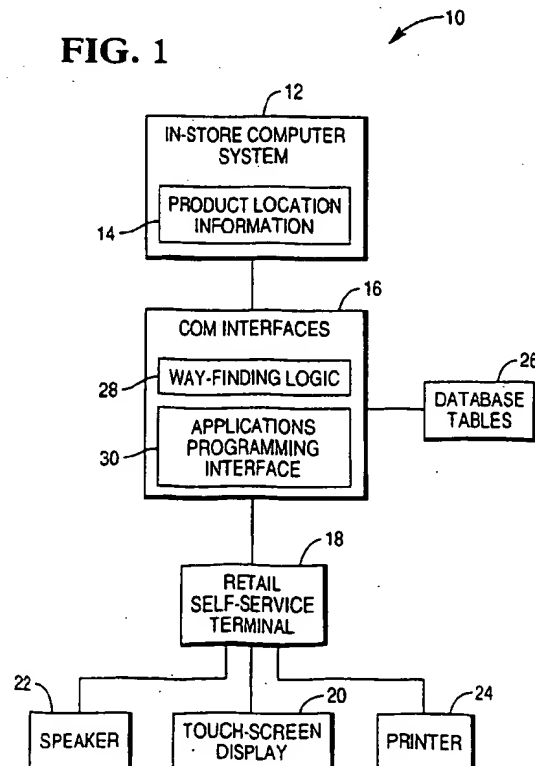 FIG. 1
10
12
IN-STORE COMPUTER
SYSTEM
14
PRODUCT LOCATION
INFORMATION
16
COM INTERFACES
28
WAY-FINDING LOGIC
30
APPLICATIONS
PROGRAMMING
INTERFACE
26
DATABASE
TABLES
18
RETAIL
SELF-SERVICE
TERMINAL
22
SPEAKER
20
TOUCH-SCREEN
DISPLAY
24
PRINTER